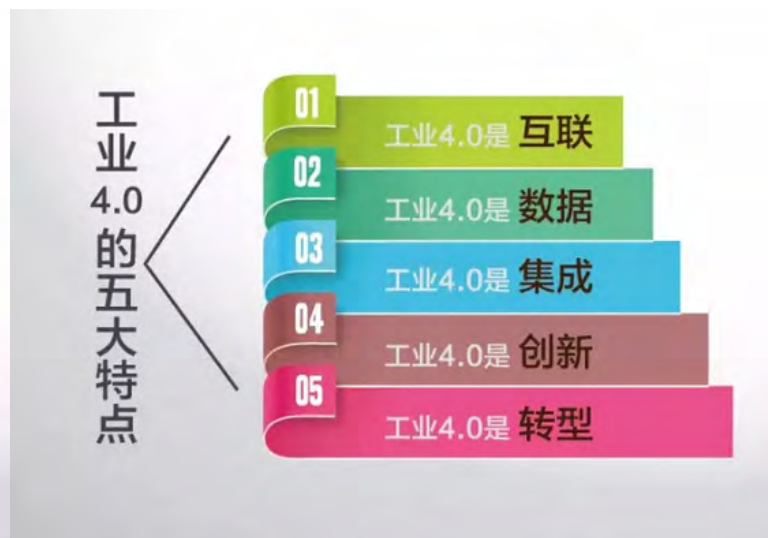 工业4.0的五大特点
01
工业4.0是 互联
02
工业4.0是 数据
03
工业4.0是 集成
04
工业4.0是 创新
05
工业4.0是 转型